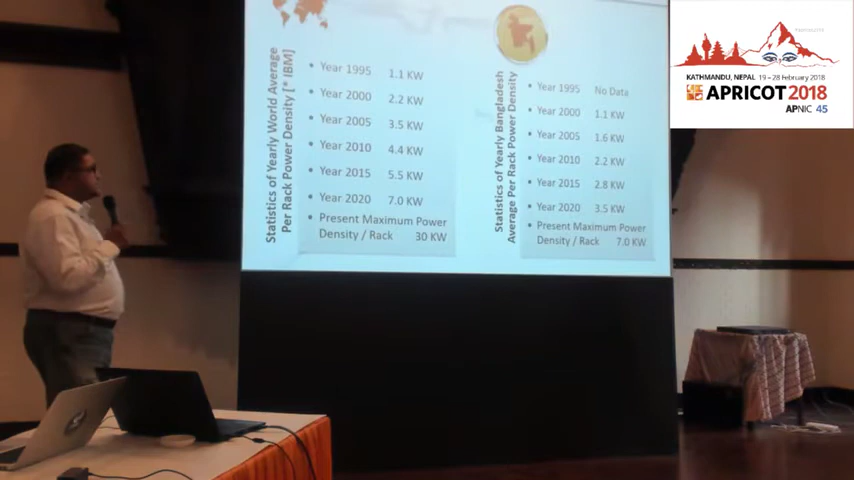 Statistics of Yearly World Average
Per Rack Power Density [* IBM]
• Year 1995 1.1 KW
• Year 2000 2.2 KW
• Year 2005 3.5 KW
• Year 2010 4.4 KW
• Year 2015 5.5 KW
• Year 2020 7.0 KW
• Present Maximum Power
Density / Rack 30 KW
Statistics of Yearly Bangladesh
Average Per Rack Power Density
• Year 1995 No Data
• Year 2000 1.1 KW
• Year 2005 1.6 KW
• Year 2010 2.2 KW
• Year 2015 2.8 KW
• Year 2020 3.5 KW
• Present Maximum Power
Density / Rack 7.0 KW
KATHMANDU, NEPAL 19 – 28 February 2018
APRICOT 2018
APNIC 45